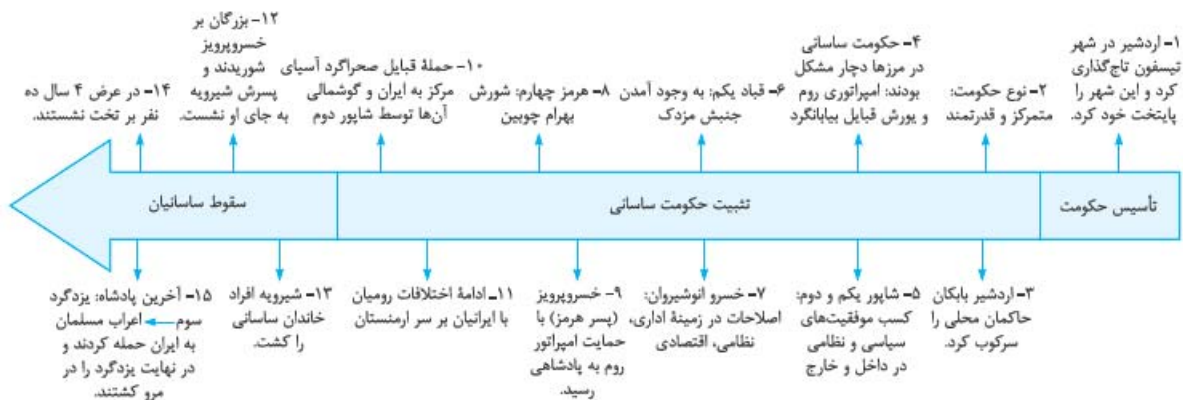 ۱- اردشیر در شهر
تیسفون تاج‌گذاری
کرد و این شهر را
پایتخت خود کرد.
۲- نوع حکومت:
متمرکز و قدرتمند
۴- حکومت ساسانی
در مرزها دچار مشکل
بودند: امپراتوری روم
و یورش قبایل بیابانگرد
۶- قباد یکم: به وجود آمدن
جنبش مزدک
۸- هرمز چهارم: شورش
بهرام چوبین
۱۰- حملهٔ قبایل صحراگرد آسیای
مرکز به ایران و گوشمالی
آن‌ها توسط شاپور دوم
۱۲- بزرگان بر
خسروپرویز
شوریدند و
پسرش شیرویه
به جای او نشست.
۱۴- در عرض ۴ سال ده
نفر بر تخت نشستند.
تأسیس حکومت
تثبیت حکومت ساسانی
سقوط ساسانیان
۳- اردشیر بابکان
حاکمان محلی را
سرکوب کرد.
۵- شاپور یکم و دوم:
کسب موفقیت‌های
سیاسی و نظامی
در داخل و خارج
۷- خسرو انوشیروان:
اصلاحات در زمینهٔ اداری،
نظامی، اقتصادی
۹- خسروپرویز
(پسر هرمز) با
حمایت امپراتور
روم به پادشاهی
رسید.
۱۱- ادامهٔ اختلافات رومیان
با ایرانیان بر سر ارمنستان
۱۳- شیرویه افراد
خاندان ساسانی
را کشت.
۱۵- آخرین پادشاه: یزدگرد
سوم ← اعراب مسلمان
به ایران حمله کردند و
در نهایت یزدگرد را در
مرو کشتند.